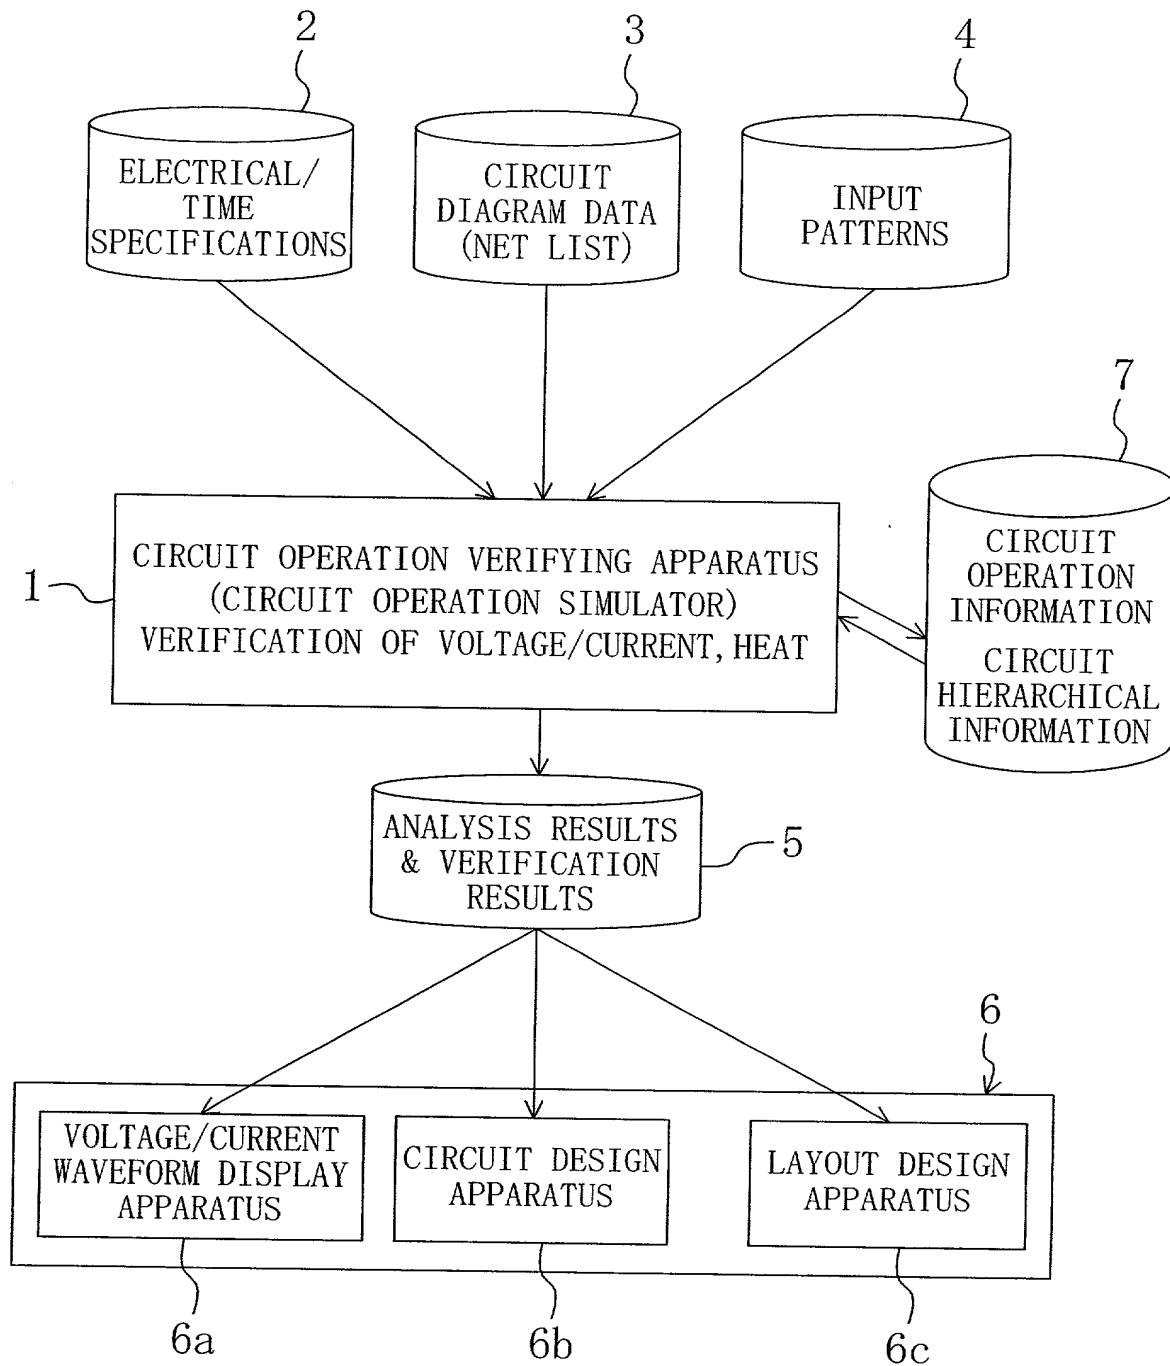 2
3
4
ELECTRICAL/
TIME
SPECIFICATIONS
CIRCUIT
DIAGRAM DATA
(NET LIST)
INPUT
PATTERNS
7
1
CIRCUIT OPERATION VERIFYING APPARATUS
(CIRCUIT OPERATION SIMULATOR)
VERIFICATION OF VOLTAGE/CURRENT, HEAT
CIRCUIT
OPERATION
INFORMATION
CIRCUIT
HIERARCHICAL
INFORMATION
ANALYSIS RESULTS
& VERIFICATION
RESULTS
5
6
VOLTAGE/CURRENT
WAVEFORM DISPLAY
APPARATUS
CIRCUIT DESIGN
APPARATUS
LAYOUT DESIGN
APPARATUS
6a
6b
6c